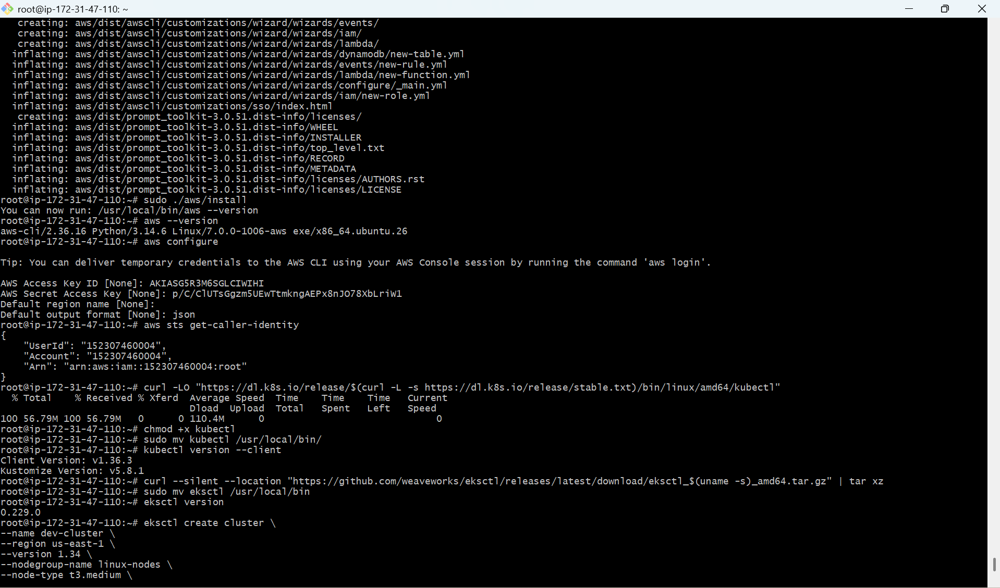 root@ip-172-31-47-110: ~
creating: aws/dist/awscli/customizations/wizard/wizards/events/
creating: aws/dist/awscli/customizations/wizard/wizards/iam/
creating: aws/dist/awscli/customizations/wizard/wizards/lambda/
inflating: aws/dist/awscli/customizations/wizard/wizards/dynamodb/new-table.yml
inflating: aws/dist/awscli/customizations/wizard/wizards/events/new-rule.yml
inflating: aws/dist/awscli/customizations/wizard/wizards/lambda/new-function.yml
inflating: aws/dist/awscli/customizations/wizard/wizards/configure/_main.yml
inflating: aws/dist/awscli/customizations/wizard/wizards/iam/new-role.yml
inflating: aws/dist/awscli/customizations/sso/index.html
creating: aws/dist/prompt_toolkit-3.0.51.dist-info/licenses/
inflating: aws/dist/prompt_toolkit-3.0.51.dist-info/WHEEL
inflating: aws/dist/prompt_toolkit-3.0.51.dist-info/INSTALLER
inflating: aws/dist/prompt_toolkit-3.0.51.dist-info/top_level.txt
inflating: aws/dist/prompt_toolkit-3.0.51.dist-info/RECORD
inflating: aws/dist/prompt_toolkit-3.0.51.dist-info/METADATA
inflating: aws/dist/prompt_toolkit-3.0.51.dist-info/licenses/AUTHORS.rst
inflating: aws/dist/prompt_toolkit-3.0.51.dist-info/licenses/LICENSE
root@ip-172-31-47-110:~# sudo ./aws/install
You can now run: /usr/local/bin/aws --version
root@ip-172-31-47-110:~# aws --version
aws-cli/2.36.16 Python/3.14.6 Linux/7.0.0-1006-aws exe/x86_64.ubuntu.26
root@ip-172-31-47-110:~# aws configure
Tip: You can deliver temporary credentials to the AWS CLI using your AWS Console session by running the command 'aws login'.
AWS Access Key ID [None]: AKIASG5R3M6SGLCIWIHI
AWS Secret Access Key [None]: p/C/ClUTsGgzm5UEwTtmkngAEPx8nJO78XbLriW1
Default region name [None]:
Default output format [None]: json
root@ip-172-31-47-110:~# aws sts get-caller-identity
{
    "UserId": "152307460004",
    "Account": "152307460004",
    "Arn": "arn:aws:iam::152307460004:root"
}
root@ip-172-31-47-110:~# curl -LO "https://dl.k8s.io/release/$(curl -L -s https://dl.k8s.io/release/stable.txt)/bin/linux/amd64/kubectl"
  % Total    % Received % Xferd  Average Speed  Time    Time    Time   Current
                                 Dload  Upload  Total   Spent   Left   Speed
100 56.79M 100 56.79M   0      0 110.4M      0                              0
root@ip-172-31-47-110:~# chmod +x kubectl
root@ip-172-31-47-110:~# sudo mv kubectl /usr/local/bin/
root@ip-172-31-47-110:~# kubectl version --client
Client Version: v1.36.3
Kustomize Version: v5.8.1
root@ip-172-31-47-110:~# curl --silent --location "https://github.com/weaveworks/eksctl/releases/latest/download/eksctl_$(uname -s)_amd64.tar.gz" | tar xz
root@ip-172-31-47-110:~# sudo mv eksctl /usr/local/bin
root@ip-172-31-47-110:~# eksctl version
0.229.0
root@ip-172-31-47-110:~# eksctl create cluster \
--name dev-cluster \
--region us-east-1 \
--version 1.34 \
--nodegroup-name linux-nodes \
--node-type t3.medium \